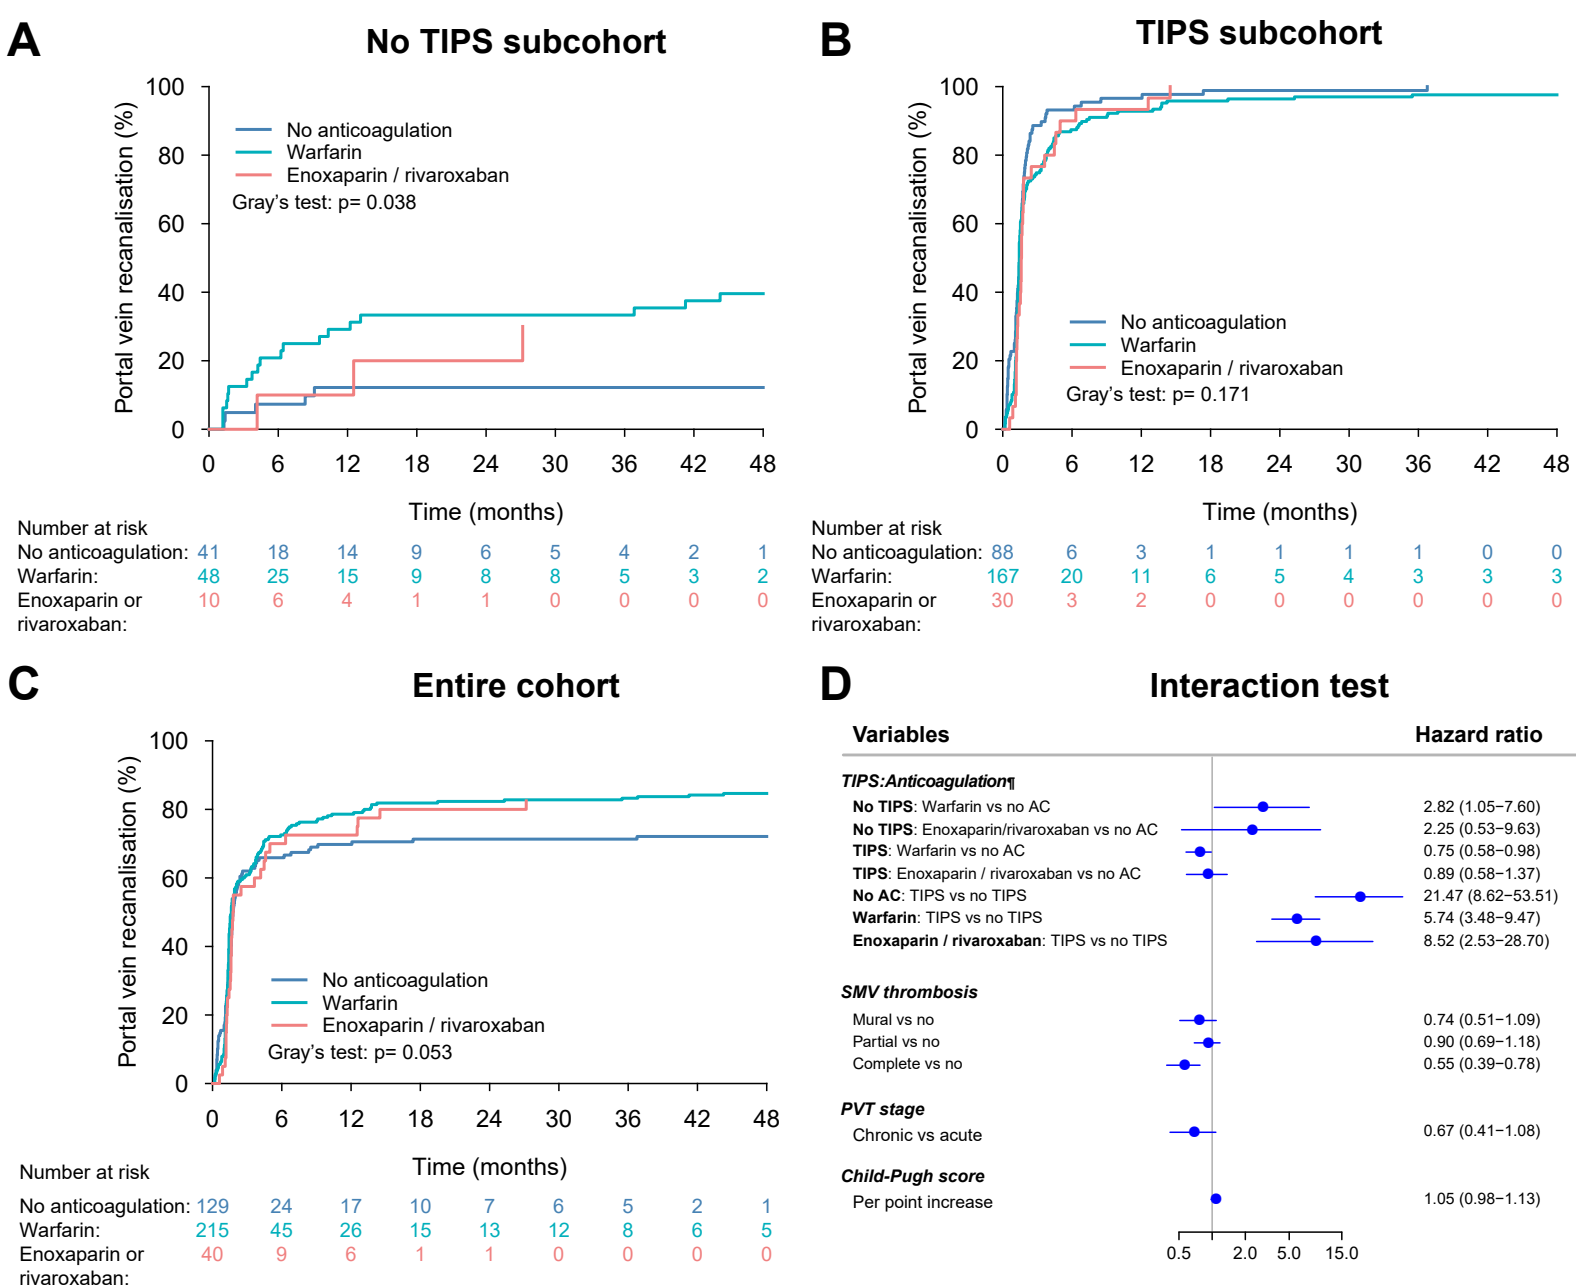 A
No TIPS subcohort
Portal vein recanalisation (%)
100
80
60
40
20
0
No anticoagulation
Warfarin
Enoxaparin / rivaroxaban
Gray's test: p= 0.038
0 6 12 18 24 30 36 42 48
Time (months)
Number at risk
No anticoagulation: 41 18 14 9 6 5 4 2 1
Warfarin: 48 25 15 9 8 8 5 3 2
Enoxaparin or 10 6 4 1 1 0 0 0 0
rivaroxaban:
B
TIPS subcohort
Portal vein recanalisation (%)
100
80
60
40
20
0
No anticoagulation
Warfarin
Enoxaparin / rivaroxaban
Gray's test: p= 0.171
0 6 12 18 24 30 36 42 48
Time (months)
Number at risk
No anticoagulation: 88 6 3 1 1 1 1 0 0
Warfarin: 167 20 11 6 5 4 3 3 3
Enoxaparin or 30 3 2 0 0 0 0 0 0
rivaroxaban:
C
Entire cohort
Portal vein recanalisation (%)
100
80
60
40
20
0
No anticoagulation
Warfarin
Enoxaparin / rivaroxaban
Gray's test: p= 0.053
0 6 12 18 24 30 36 42 48
Time (months)
Number at risk
No anticoagulation: 129 24 17 10 7 6 5 2 1
Warfarin: 215 45 26 15 13 12 8 6 5
Enoxaparin or 40 9 6 1 1 0 0 0 0
rivaroxaban:
D
Interaction test
Variables Hazard ratio
TIPS:Anticoagulation¶
No TIPS: Warfarin vs no AC 2.82 (1.05−7.60)
No TIPS: Enoxaparin/rivaroxaban vs no AC 2.25 (0.53−9.63)
TIPS: Warfarin vs no AC 0.75 (0.58−0.98)
TIPS: Enoxaparin / rivaroxaban vs no AC 0.89 (0.58−1.37)
No AC: TIPS vs no TIPS 21.47 (8.62−53.51)
Warfarin: TIPS vs no TIPS 5.74 (3.48−9.47)
Enoxaparin / rivaroxaban: TIPS vs no TIPS 8.52 (2.53−28.70)
SMV thrombosis
Mural vs no 0.74 (0.51−1.09)
Partial vs no 0.90 (0.69−1.18)
Complete vs no 0.55 (0.39−0.78)
PVT stage
Chronic vs acute 0.67 (0.41−1.08)
Child-Pugh score
Per point increase 1.05 (0.98−1.13)
0.5 2.0 5.0 15.0